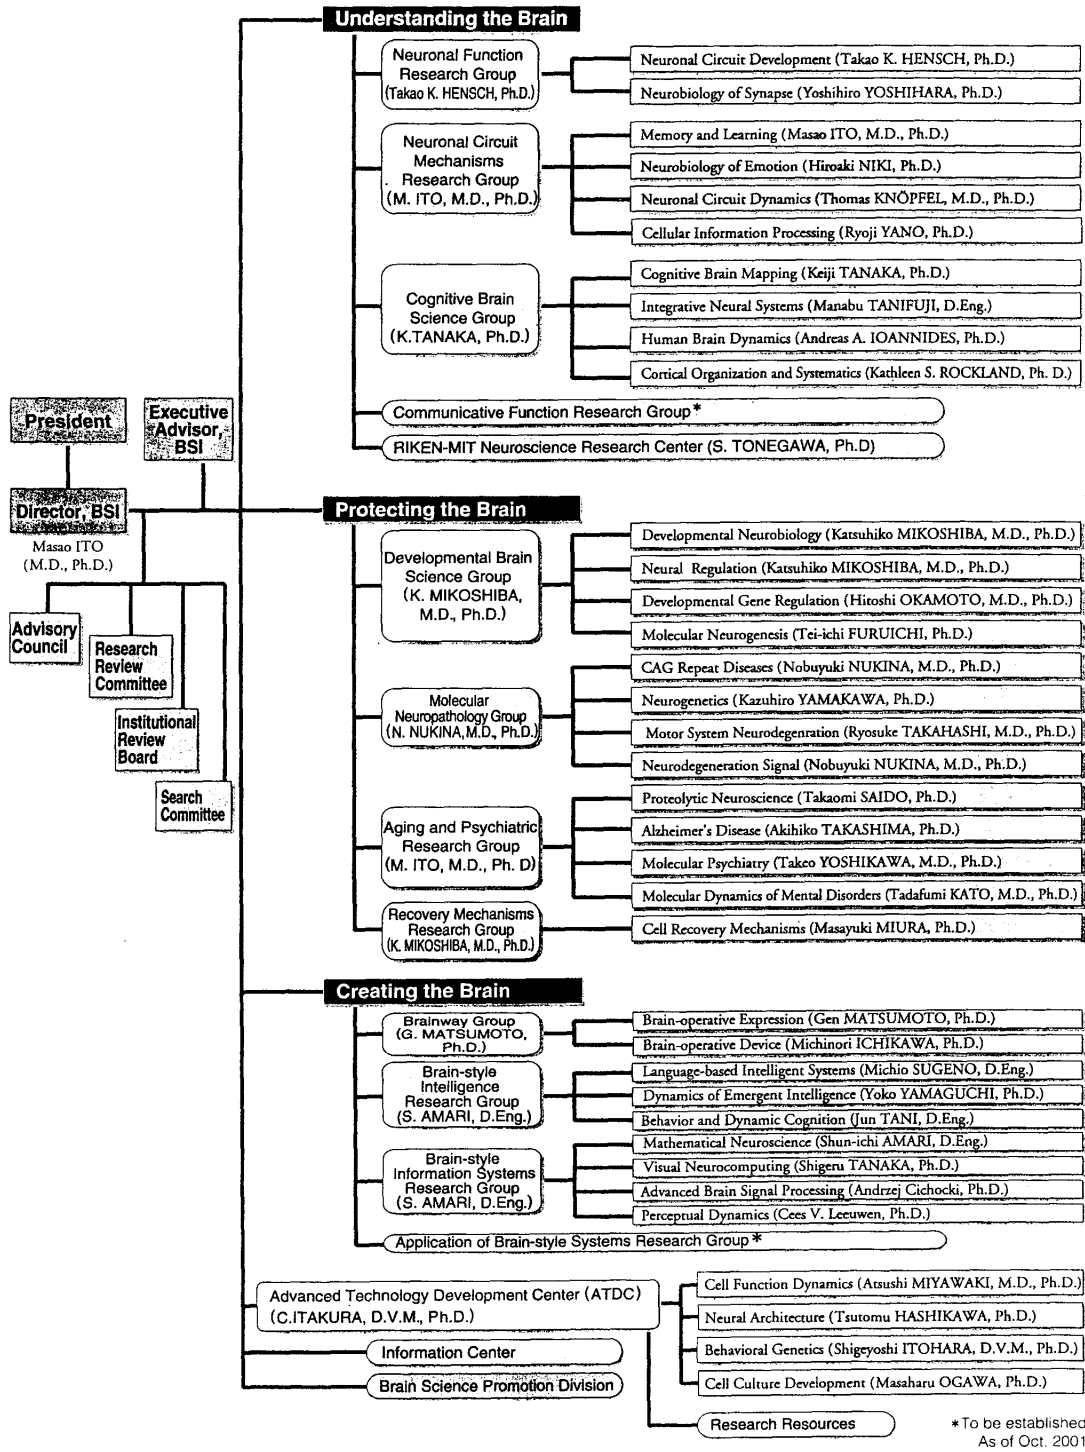 Understanding the Brain
Neuronal Function
Research Group
(Takao K. HENSCH, Ph.D.)
Neuronal Circuit Development (Takao K. HENSCH, Ph.D.)
Neurobiology of Synapse (Yoshihiro YOSHIHARA, Ph.D.)
Neuronal Circuit
Mechanisms
Research Group
(M. ITO, M.D., Ph.D.)
Memory and Learning (Masao ITO, M.D., Ph.D.)
Neurobiology of Emotion (Hiroaki NIKI, Ph.D.)
Neuronal Circuit Dynamics (Thomas KNÖPFEL, M.D., Ph.D.)
Cellular Information Processing (Ryoji YANO, Ph.D.)
Cognitive Brain
Science Group
(K.TANAKA, Ph.D.)
Cognitive Brain Mapping (Keiji TANAKA, Ph.D.)
Integrative Neural Systems (Manabu TANIFUJI, D.Eng.)
Human Brain Dynamics (Andreas A. IOANNIDES, Ph.D.)
Cortical Organization and Systematics (Kathleen S. ROCKLAND, Ph. D.)
Communicative Function Research Group*
RIKEN-MIT Neuroscience Research Center (S. TONEGAWA, Ph.D)
President
Executive
Advisor,
BSI
Director, BSI
Masao ITO
(M.D., Ph.D.)
Advisory
Council
Research
Review
Committee
Institutional
Review
Board
Search
Committee
Protecting the Brain
Developmental Brain
Science Group
(K. MIKOSHIBA,
M.D., Ph.D.)
Developmental Neurobiology (Katsuhiko MIKOSHIBA, M.D., Ph.D.)
Neural Regulation (Katsuhiko MIKOSHIBA, M.D., Ph.D.)
Developmental Gene Regulation (Hitoshi OKAMOTO, M.D., Ph.D.)
Molecular Neurogenesis (Tei-ichi FURUICHI, Ph.D.)
Molecular
Neuropathology Group
(N. NUKINA, M.D., Ph.D.)
CAG Repeat Diseases (Nobuyuki NUKINA, M.D., Ph.D.)
Neurogenetics (Kazuhiro YAMAKAWA, Ph.D.)
Motor System Neurodegenration (Ryosuke TAKAHASHI, M.D., Ph.D.)
Neurodegeneration Signal (Nobuyuki NUKINA, M.D., Ph.D.)
Aging and Psychiatric
Research Group
(M. ITO, M.D., Ph. D)
Proteolytic Neuroscience (Takaomi SAIDO, Ph.D.)
Alzheimer's Disease (Akihiko TAKASHIMA, Ph.D.)
Molecular Psychiatry (Takeo YOSHIKAWA, M.D., Ph.D.)
Molecular Dynamics of Mental Disorders (Tadafumi KATO, M.D., Ph.D.)
Recovery Mechanisms
Research Group
(K. MIKOSHIBA, M.D., Ph.D.)
Cell Recovery Mechanisms (Masayuki MIURA, Ph.D.)
Creating the Brain
Brainway Group
(G. MATSUMOTO,
Ph.D.)
Brain-operative Expression (Gen MATSUMOTO, Ph.D.)
Brain-operative Device (Michinori ICHIKAWA, Ph.D.)
Brain-style
Intelligence
Research Group
(S. AMARI, D.Eng.)
Language-based Intelligent Systems (Michio SUGENO, D.Eng.)
Dynamics of Emergent Intelligence (Yoko YAMAGUCHI, Ph.D.)
Behavior and Dynamic Cognition (Jun TANI, D.Eng.)
Brain-style
Information Systems
Research Group
(S. AMARI, D.Eng.)
Mathematical Neuroscience (Shun-ichi AMARI, D.Eng.)
Visual Neurocomputing (Shigeru TANAKA, Ph.D.)
Advanced Brain Signal Processing (Andrzej Cichocki, Ph.D.)
Perceptual Dynamics (Cees V. Leeuwen, Ph.D.)
Application of Brain-style Systems Research Group*
Advanced Technology Development Center (ATDC)
(C.ITAKURA, D.V.M., Ph.D.)
Cell Function Dynamics (Atsushi MIYAWAKI, M.D., Ph.D.)
Neural Architecture (Tsutomu HASHIKAWA, Ph.D.)
Behavioral Genetics (Shigeyoshi ITOHARA, D.V.M., Ph.D.)
Cell Culture Development (Masaharu OGAWA, Ph.D.)
Information Center
Brain Science Promotion Division
Research Resources
*To be established
As of Oct. 2001